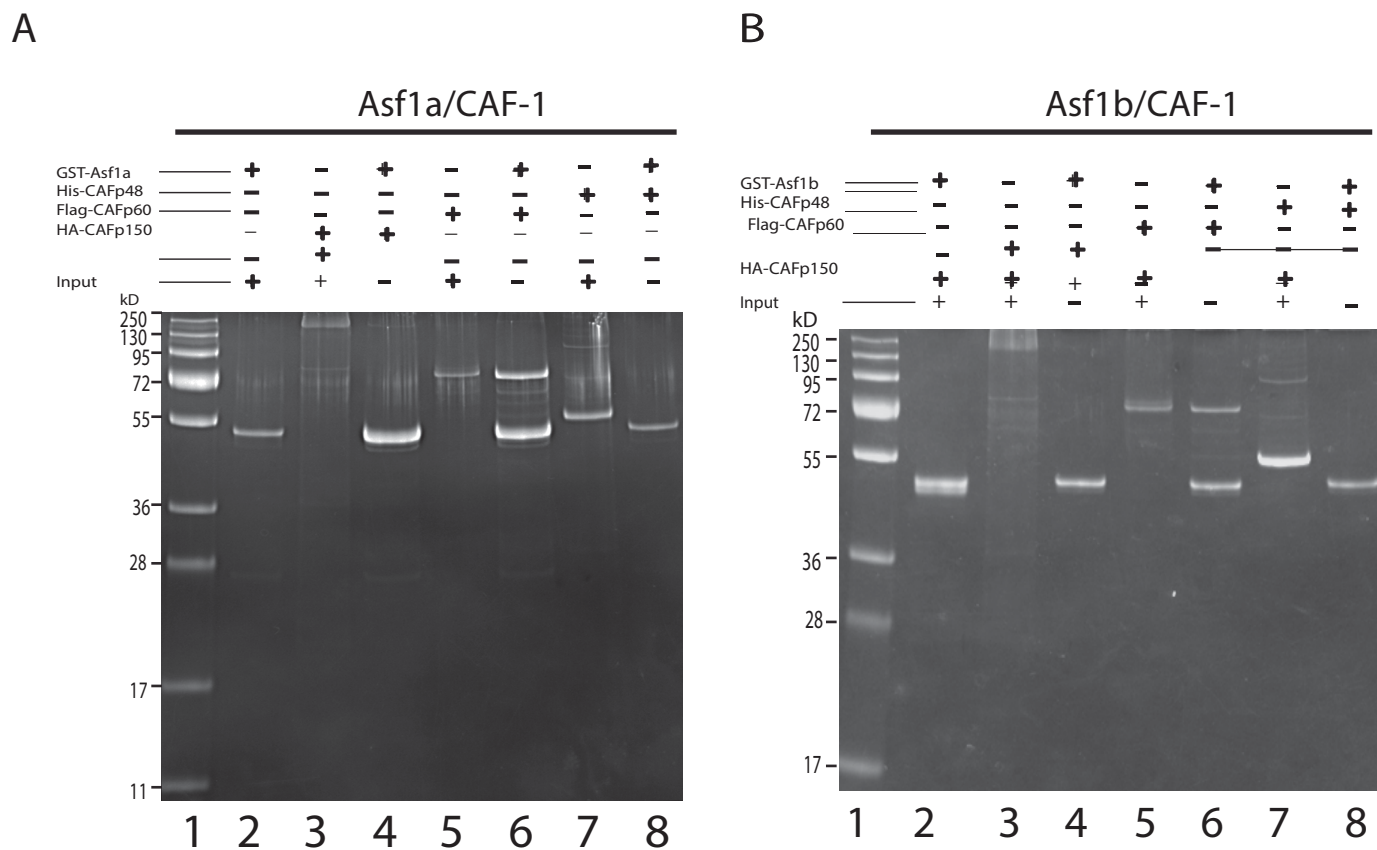 A
Asf1a/CAF-1
GST-Asf1a + - + - + - +
His-CAFp48 - - - - - + +
Flag-CAFp60 - - - + + - -
HA-CAFp150 - + + - - - -
- + - - - -
Input + + - + - + -
kD
250
130
95
72
55
36
28
17
11
1 2 3 4 5 6 7 8
B
Asf1b/CAF-1
GST-Asf1b + - + - + - +
His-CAFp48 - - - - - + +
Flag-CAFp60 - - - + + - -
- + + - - -
HA-CAFp150 + + + + +
Input + + - + - + -
kD
250
130
95
72
55
36
28
17
1 2 3 4 5 6 7 8